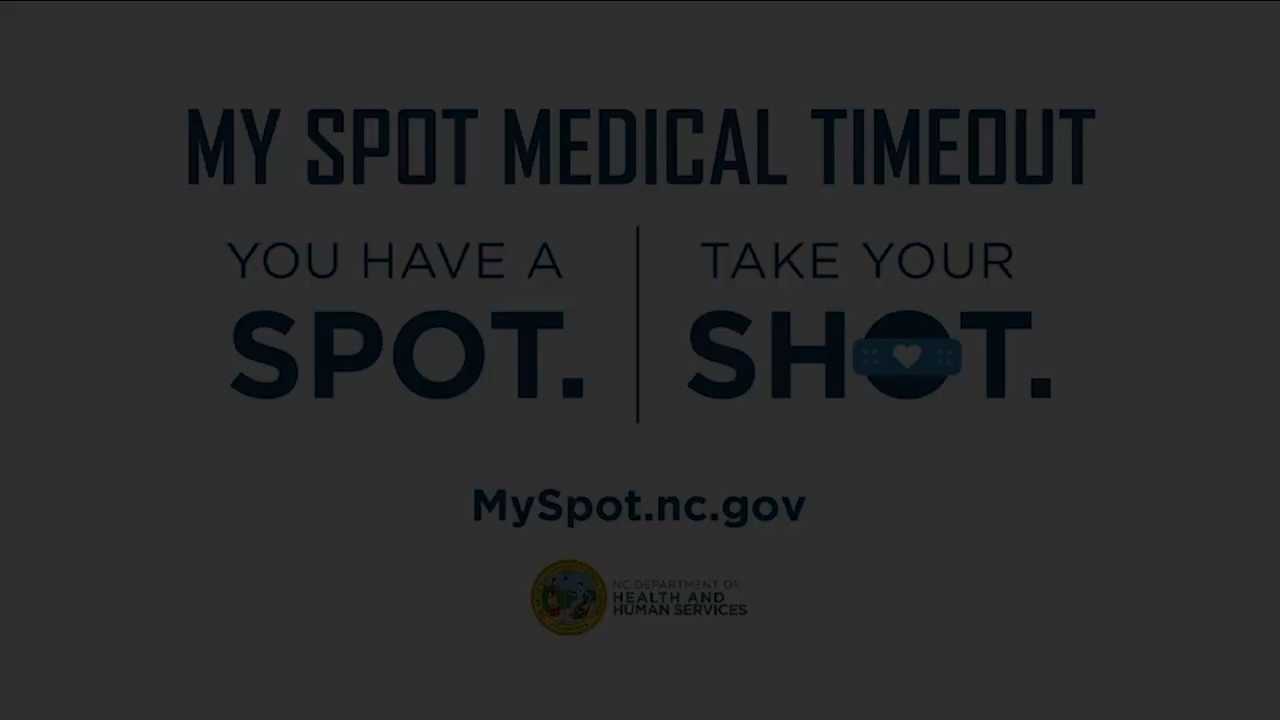 MY SPOT MEDICAL TIMEOUT
YOU HAVE A
SPOT.
TAKE YOUR
SHOT.
MySpot.nc.gov
NC DEPARTMENT OF
HEALTH AND
HUMAN SERVICES